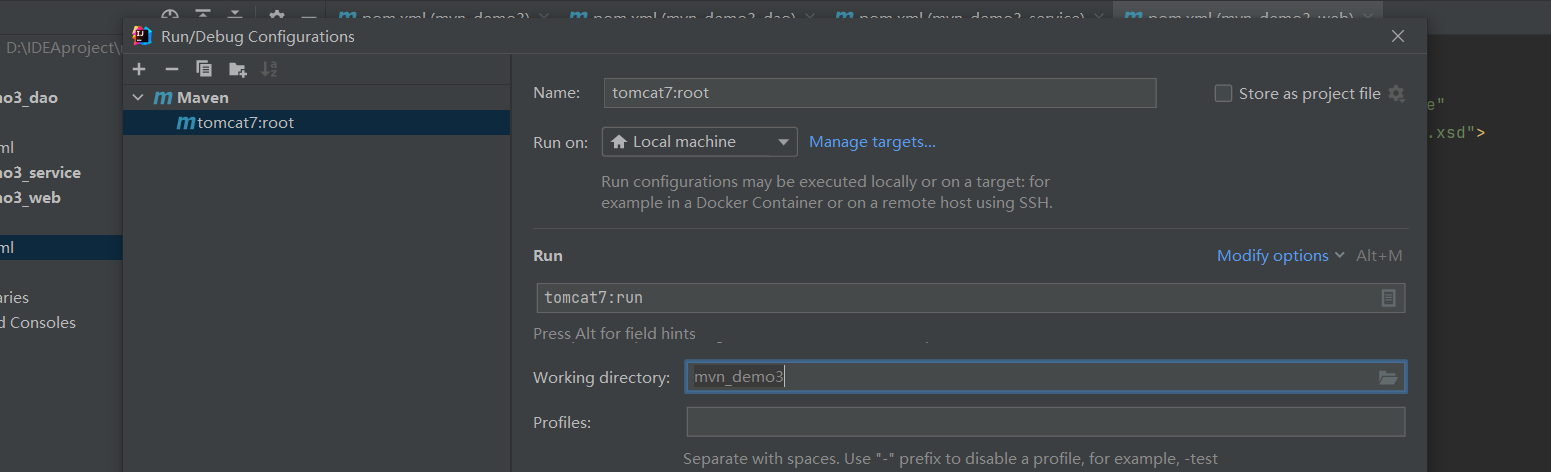 pom.xml (mvn_demo3) pom.xml (mvn_demo3_dao) pom.xml (mvn_demo3_service) pom.xml (mvn_demo3_web)
Run/Debug Configurations
D:\IDEAproject\
Name: tomcat7:root Store as project file
Maven
tomcat7:root
o3_dao
e"
Run on: Local machine Manage targets...
.xsd">
ml
o3_service
o3_web
Run configurations may be executed locally or on a target: for
example in a Docker Container or on a remote host using SSH.
ml
Run Modify options Alt+M
aries
tomcat7:run
d Consoles
Press Alt for field hints
Working directory: mvn_demo3
Profiles:
Separate with spaces. Use "-" prefix to disable a profile, for example, -test